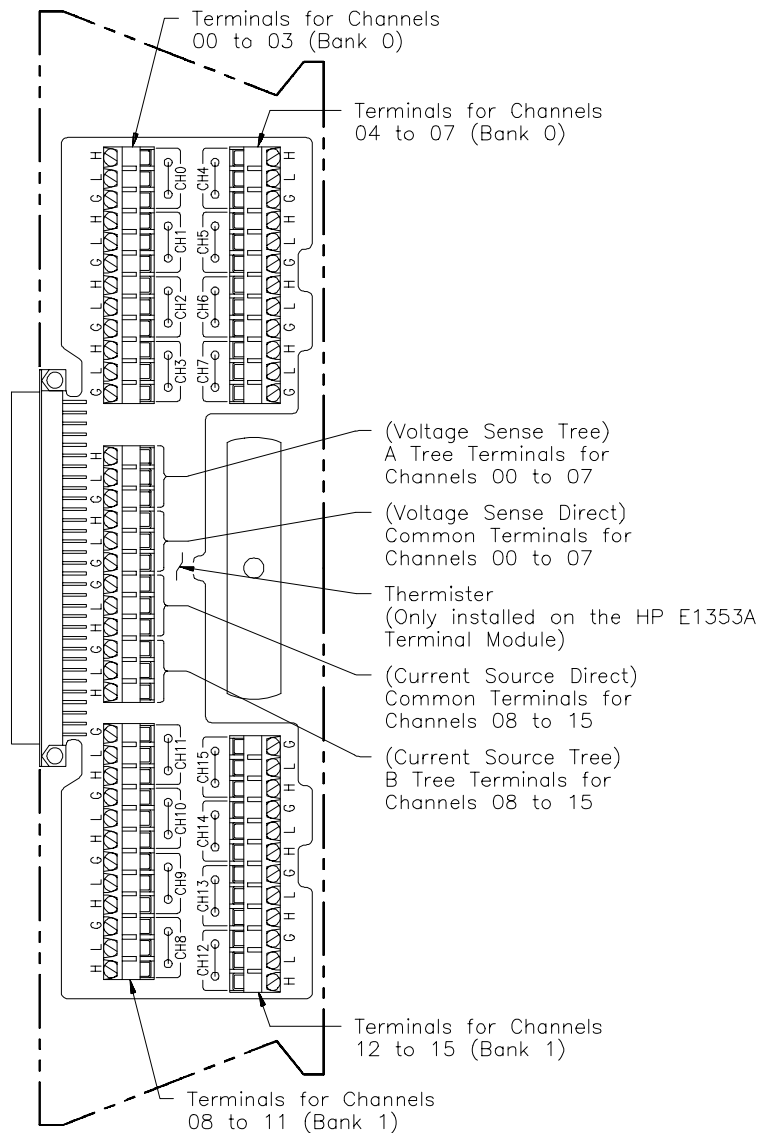 Terminals for Channels
00 to 03 (Bank 0)
Terminals for Channels
04 to 07 (Bank 0)
H
L
G
H
L
G
H
L
G
H
L
G
CH0
CH1
CH2
CH3
CH4
CH5
CH6
CH7
H
L
G
H
L
G
H
L
G
H
L
G
H
L
G
H
L
G
G
L
H
G
L
H
(Voltage Sense Tree)
A Tree Terminals for
Channels 00 to 07
(Voltage Sense Direct)
Common Terminals for
Channels 00 to 07
Thermister
(Only installed on the HP E1353A
Terminal Module)
(Current Source Direct)
Common Terminals for
Channels 08 to 15
(Current Source Tree)
B Tree Terminals for
Channels 08 to 15
G
L
H
G
L
H
G
L
H
G
L
H
CH11
CH10
CH9
CH8
CH15
CH14
CH13
CH12
G
L
H
G
L
H
G
L
H
G
L
H
Terminals for Channels
12 to 15 (Bank 1)
Terminals for Channels
08 to 11 (Bank 1)